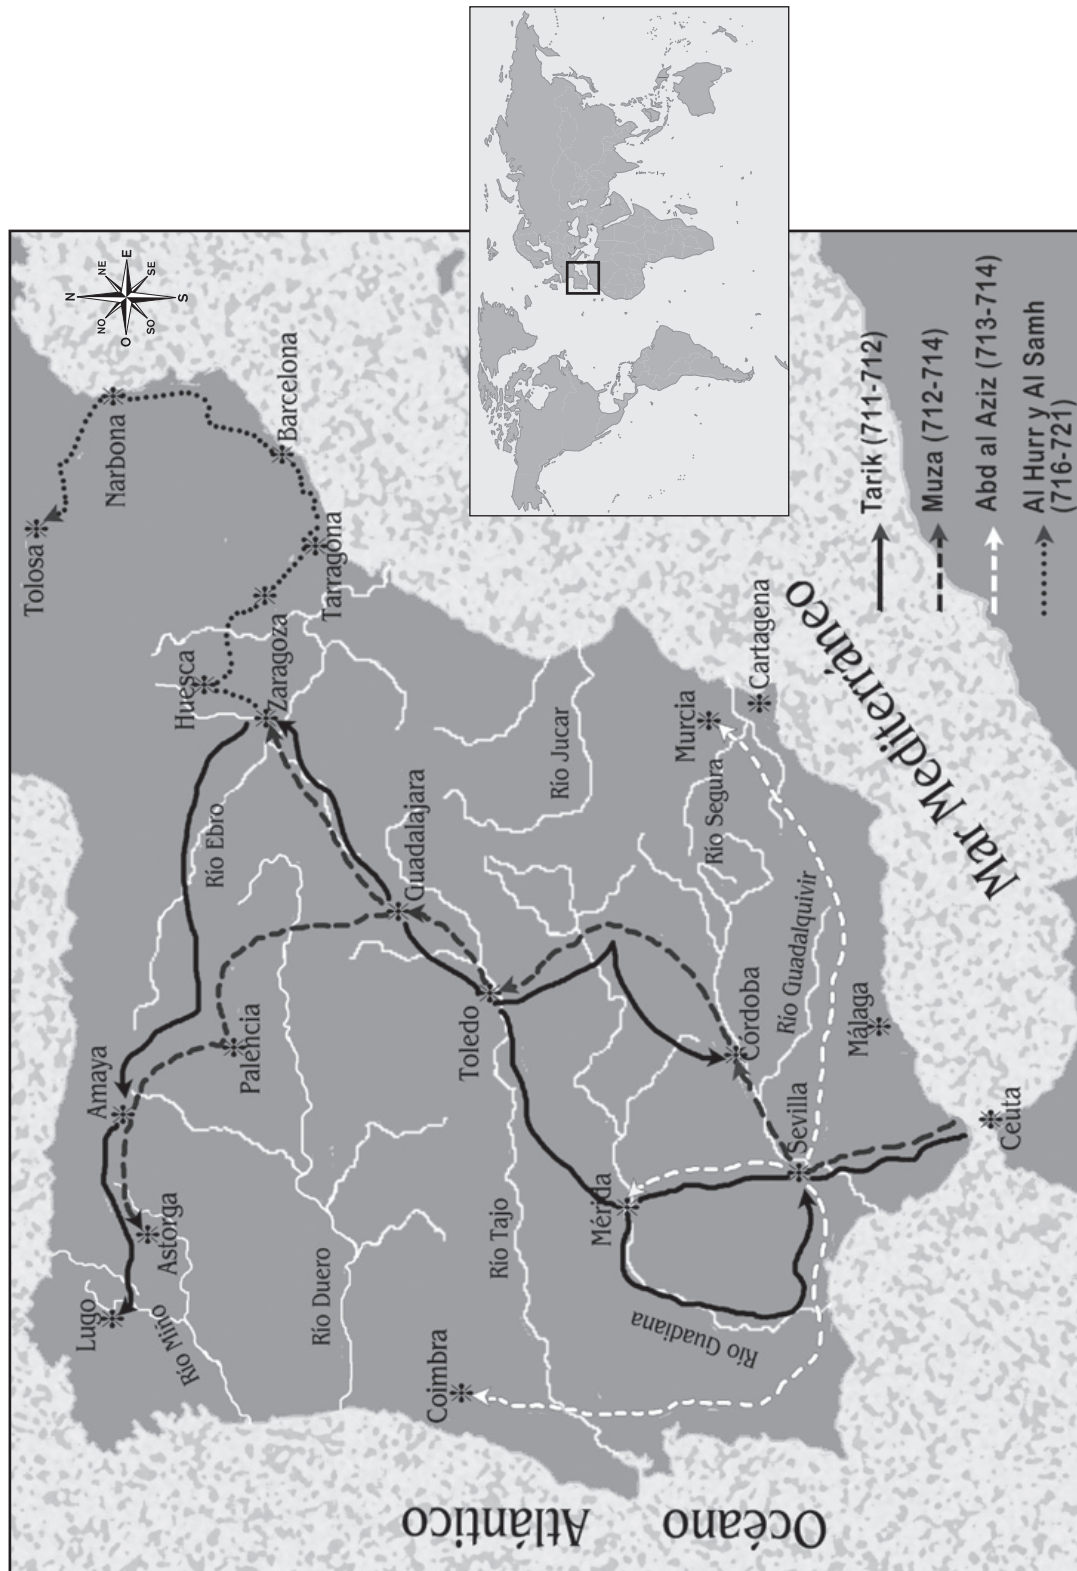 N
NE
E
SE
S
SO
O
NO
Tolosa
Narbona
Barcelona
Tarragona
Huesca
Zaragoza
Lugo
Amaya
Astorga
Palencia
Río Miño
Río Ebro
Río Duero
Guadalajara
Coimbra
Toledo
Río Tajo
Río Jucar
Mérida
Río Guadiana
Murcia
Río Segura
Cartagena
Córdoba
Río Guadalquivir
Sevilla
Málaga
Ceuta
Océano
Atlántico
Mar Mediterráneo
Tarik (711-712)
Muza (712-714)
Abd al Aziz (713-714)
Al Hurr y Al Samh
(716-721)